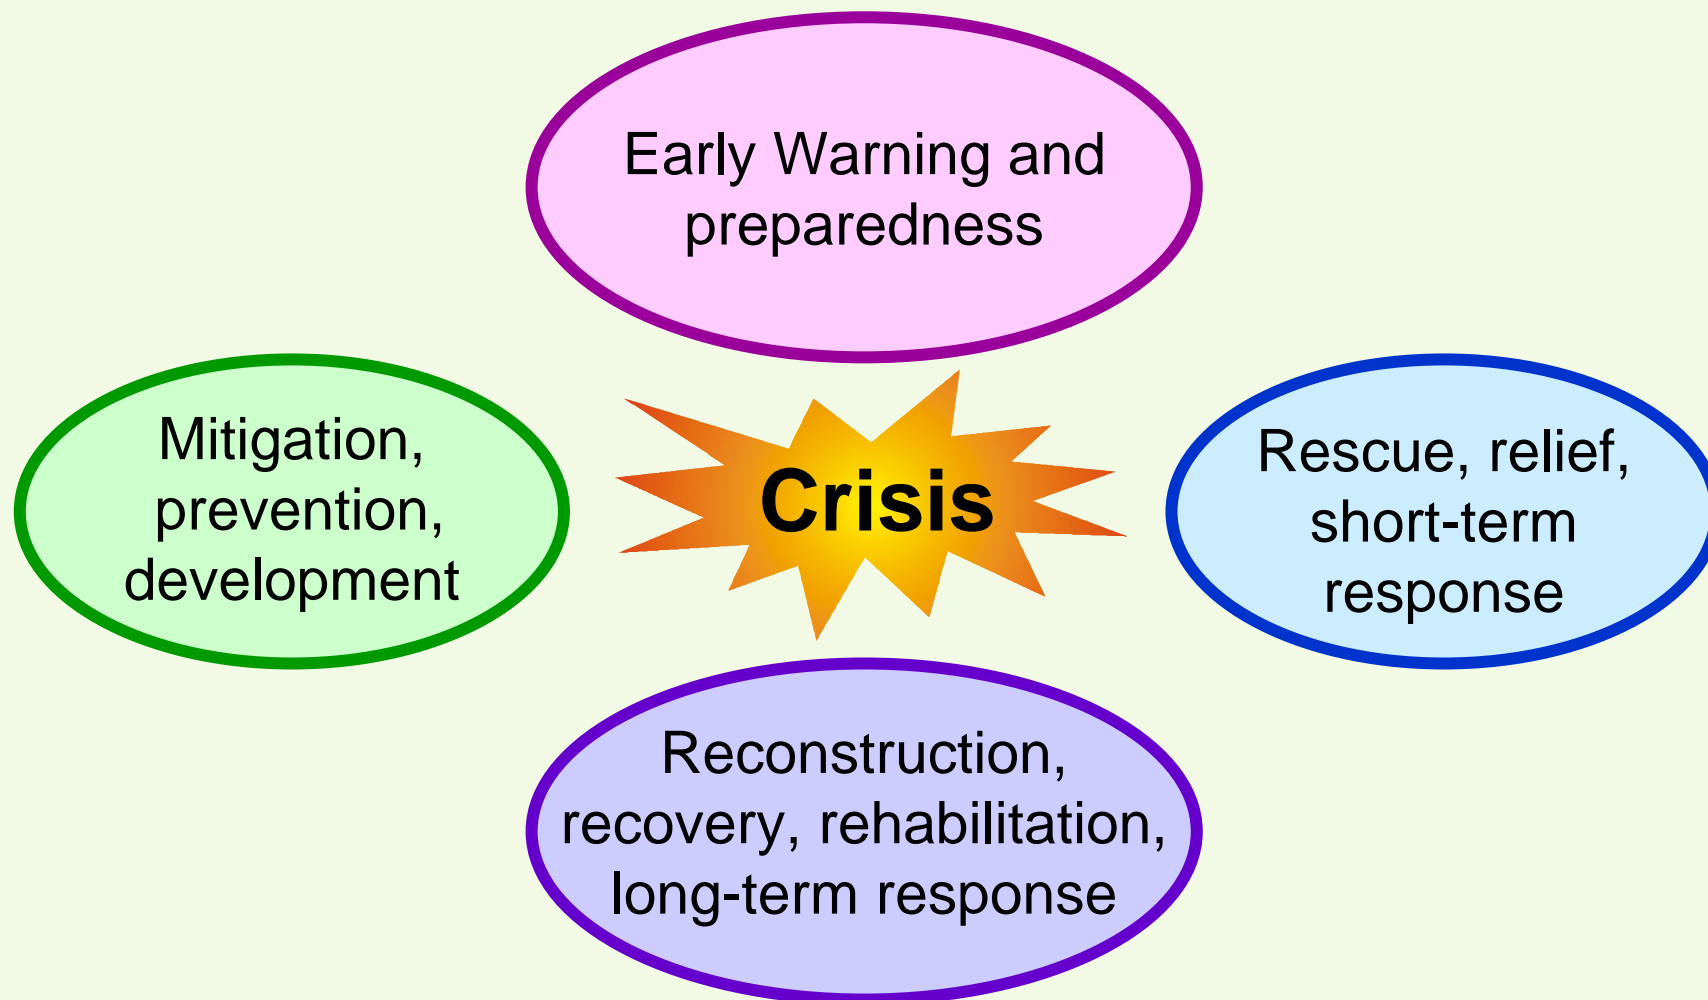 Early Warning and
preparedness
Mitigation,
prevention,
development
Crisis
Rescue, relief,
short-term
response
Reconstruction,
recovery, rehabilitation,
long-term response